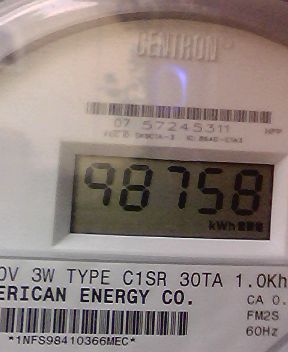 CENTRON
07 57245311
98758
kWh
0V 3W TYPE C1SR 30TA 1.0Kh
ERICAN ENERGY CO.
CA 0.
FM2S
60Hz
*1NFS98410366MEC*